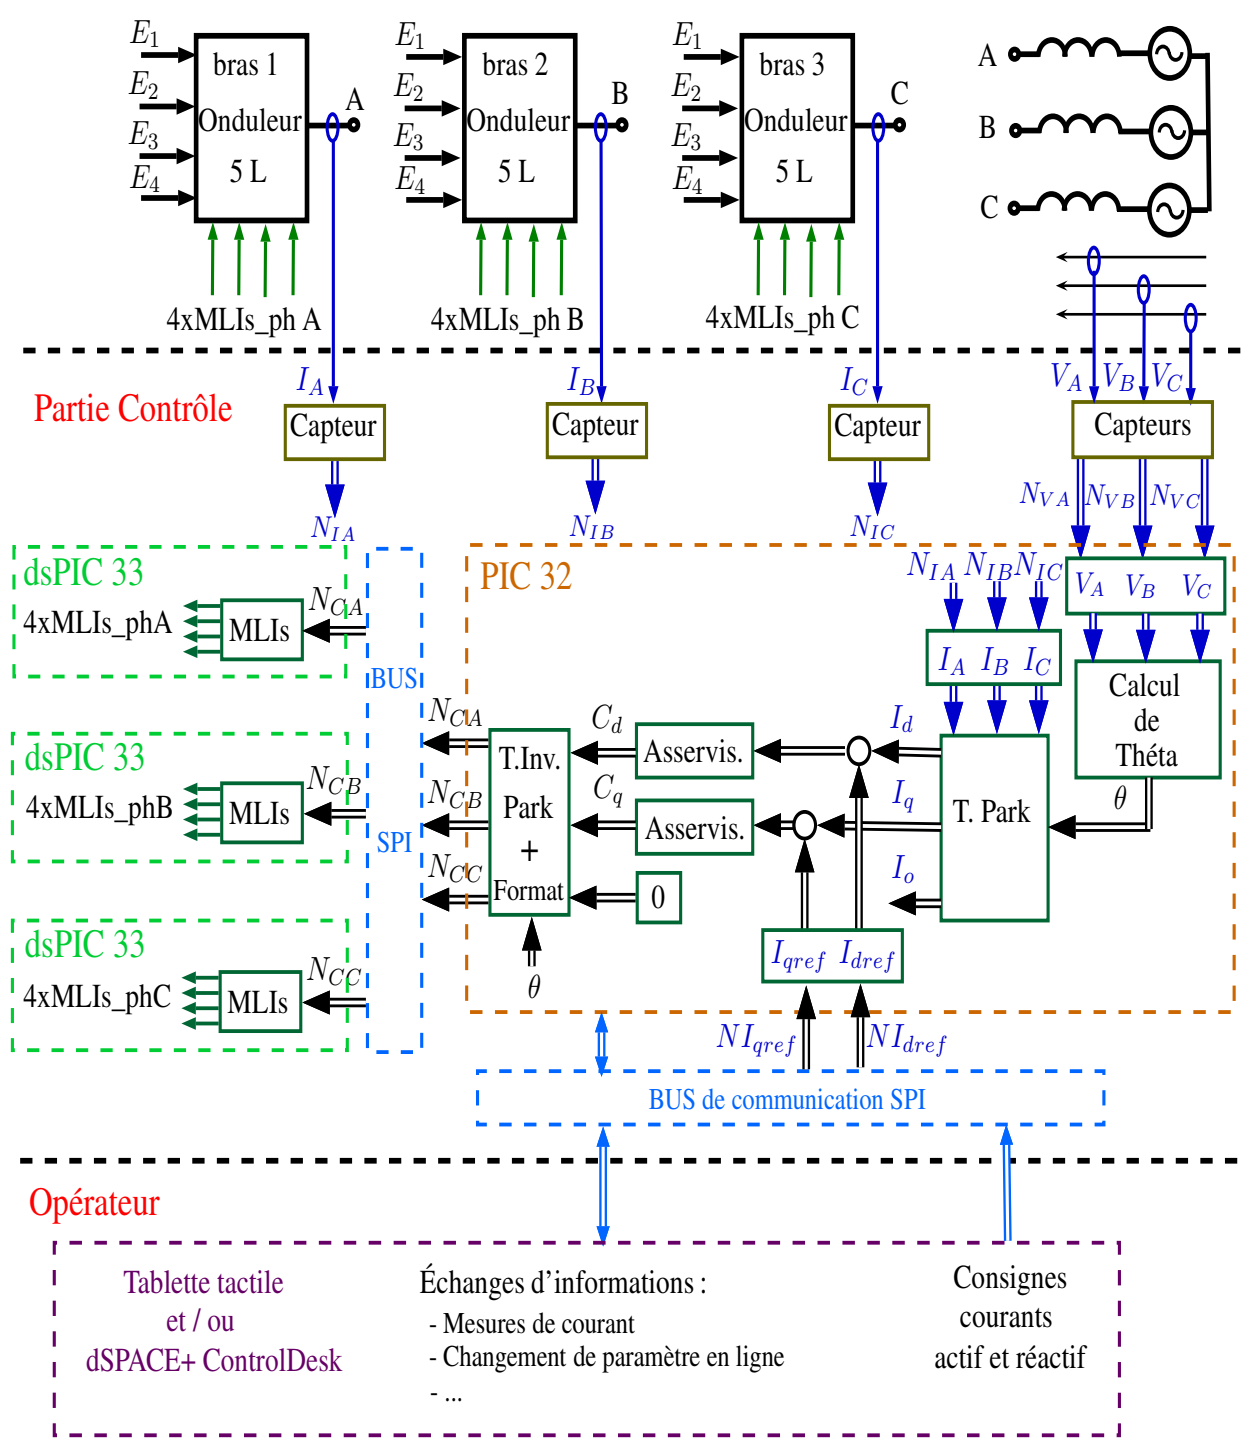 E1 E1 E1
bras 1 bras 2 bras 3
A
E2 A E2 B E2 C
Onduleur Onduleur Onduleur
B
E3 E3 E3
5 L 5 L 5 L
E4 E4 E4
C
4xMLIs_ph A 4xMLIs_ph B 4xMLIs_ph C
IA IB IC VA VB VC
Partie Contrôle
Capteur Capteur Capteur Capteurs
NVA NVB NVC
NIA NIB NIC
dsPIC 33
PIC 32
NIA NIB NIC
VA VB VC
NCA
4xMLIs_phA MLIs
IA IB IC
BUS
Calcul
de
Théta
NCA Cd Id
T.Inv. Asservis.
dsPIC 33
NCB
4xMLIs_phB MLIs
NCB Cq Iq θ
Park Asservis. T. Park
SPI
+
NCC Io
Format 0
dsPIC 33
NCC
4xMLIs_phC MLIs
Iqref Idref
θ
NIqref NIdref
BUS de communication SPI
Opérateur
Tablette tactile
et / ou
dSPACE+ ControlDesk
Échanges d'informations :
- Mesures de courant
- Changement de paramètre en ligne
- ...
Consignes
courants
actif et réactif